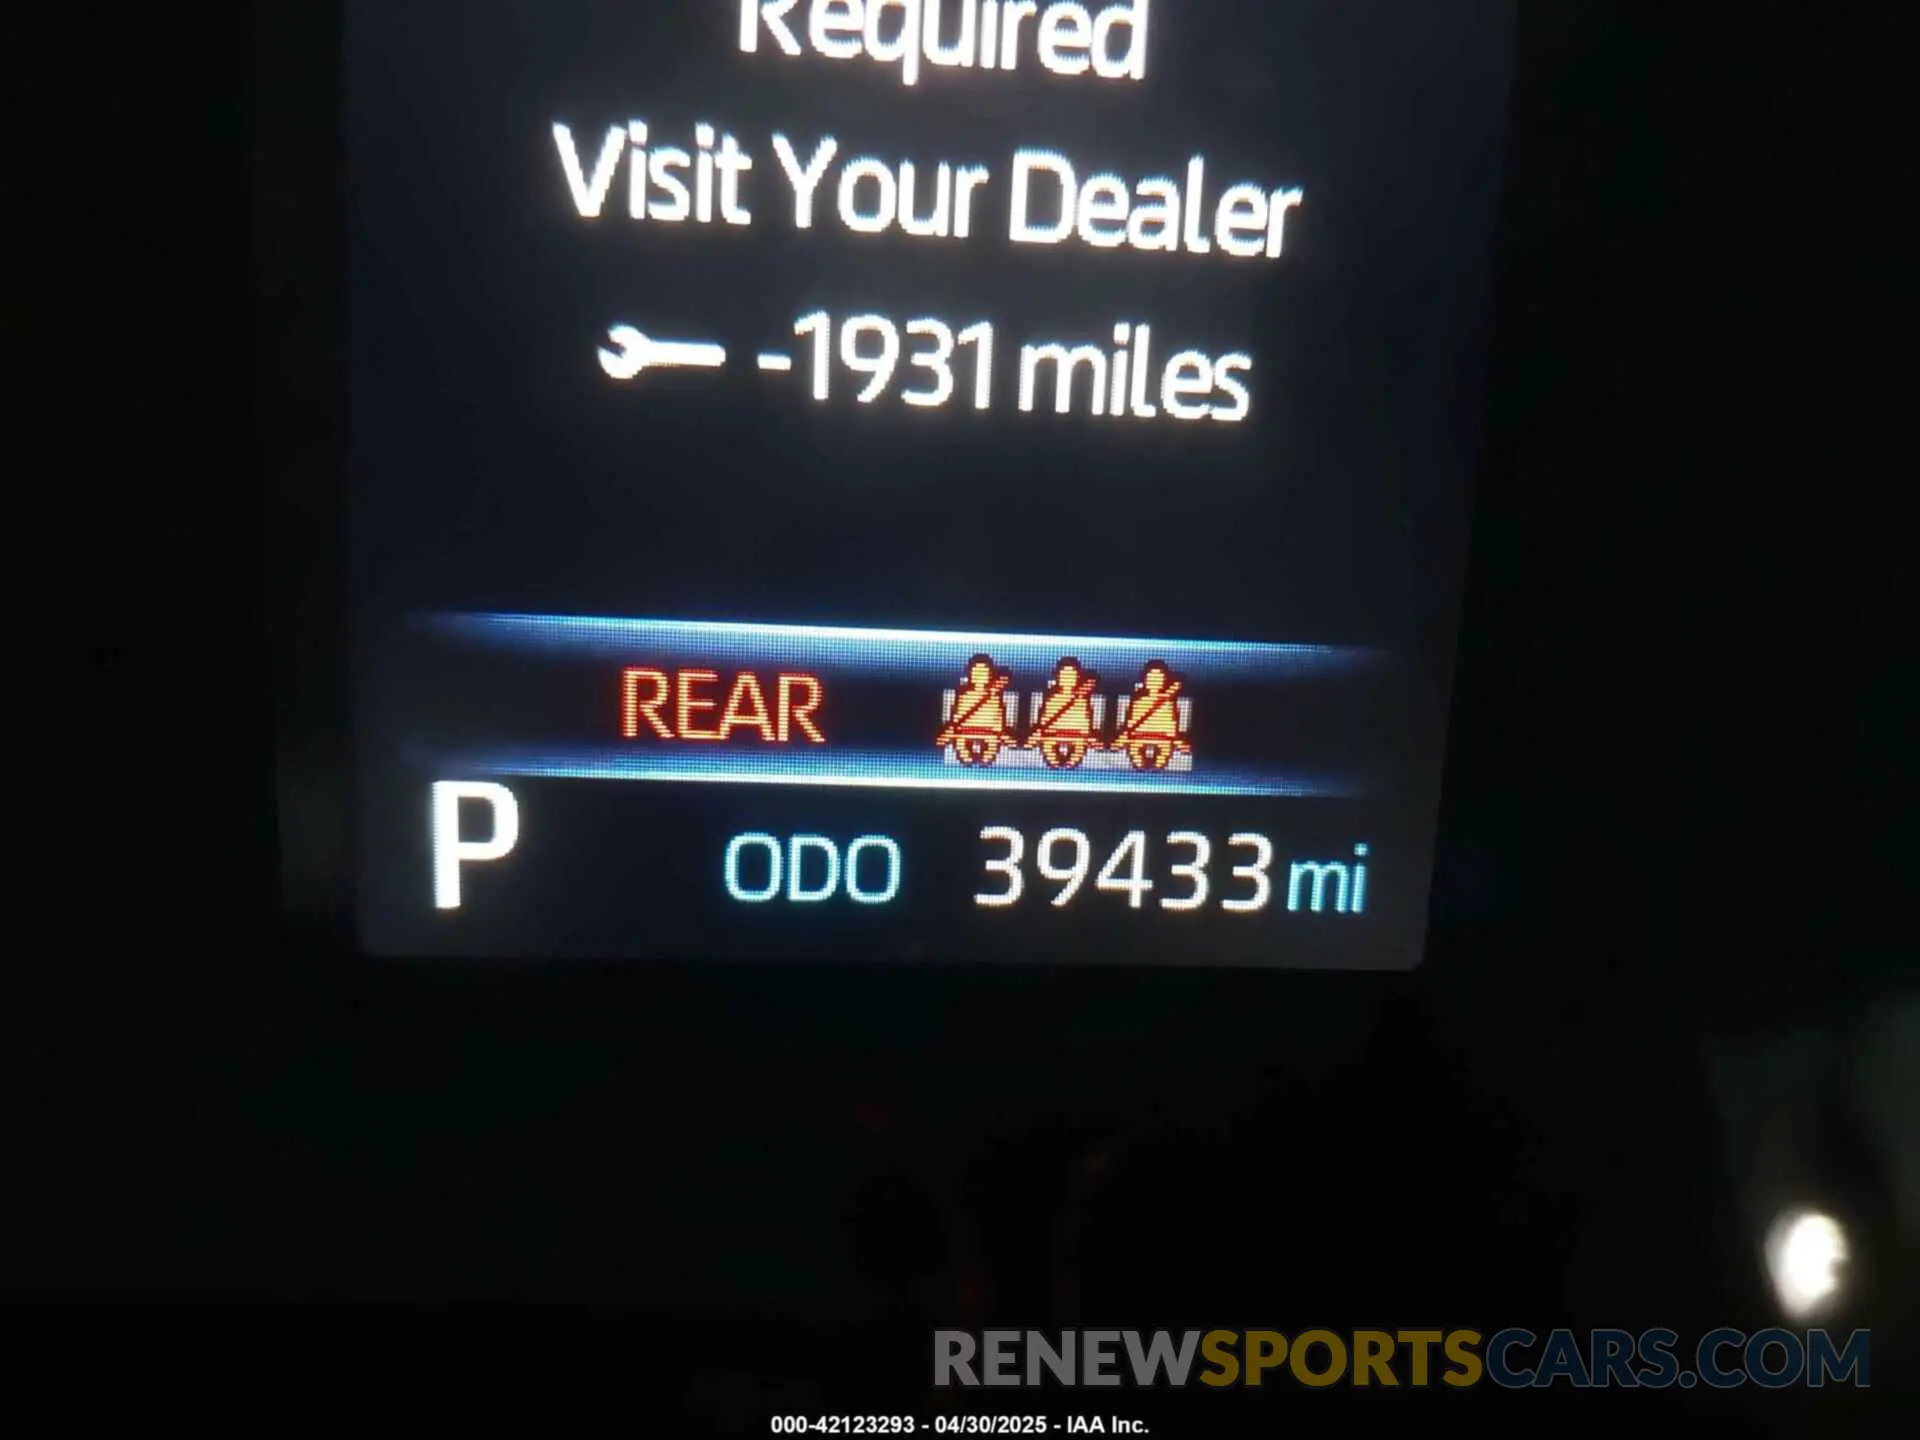 Required
Visit Your Dealer
-1931 miles
REAR
P ODO 39433 mi
RENEWSPORTSCARS.COM
000-42123293 - 04/30/2025 - IAA Inc.